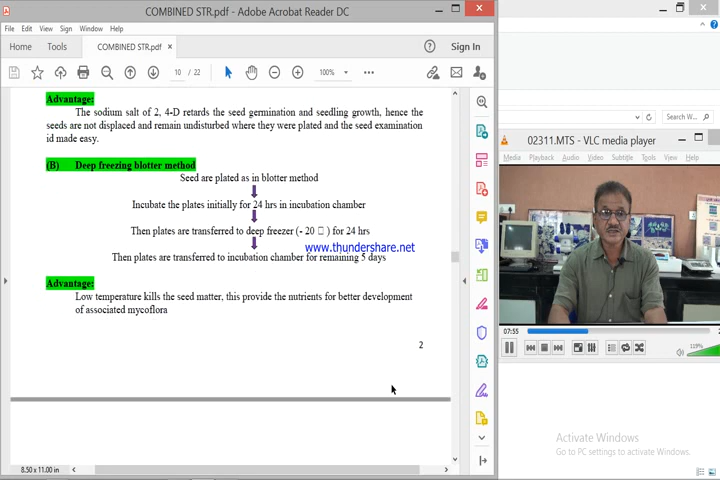 COMBINED STR.pdf - Adobe Acrobat Reader DC
File Edit View Sign Window Help
Home Tools COMBINED STR.pdf × Sign In
10 / 22 100%
Advantage:
The sodium salt of 2, 4-D retards the seed germination and seedling growth, hence the
seeds are not displaced and remain undisturbed where they were plated and the seed examination
id made easy.
(B) Deep freezing blotter method
Seed are plated as in blotter method
Incubate the plates initially for 24 hrs in incubation chamber
Then plates are transferred to deep freezer (- 20 □ ) for 24 hrs
www.thundershare.net
Then plates are transferred to incubation chamber for remaining 5 days
Advantage:
Low temperature kills the seed matter, this provide the nutrients for better development
of associated mycoflora
2
8.50 x 11.00 in
Search W...
02311.MTS - VLC media player
Media Playback Audio Video Subtitle Tools View Help
07:55
119%
Activate Windows
Go to PC settings to activate Windows.